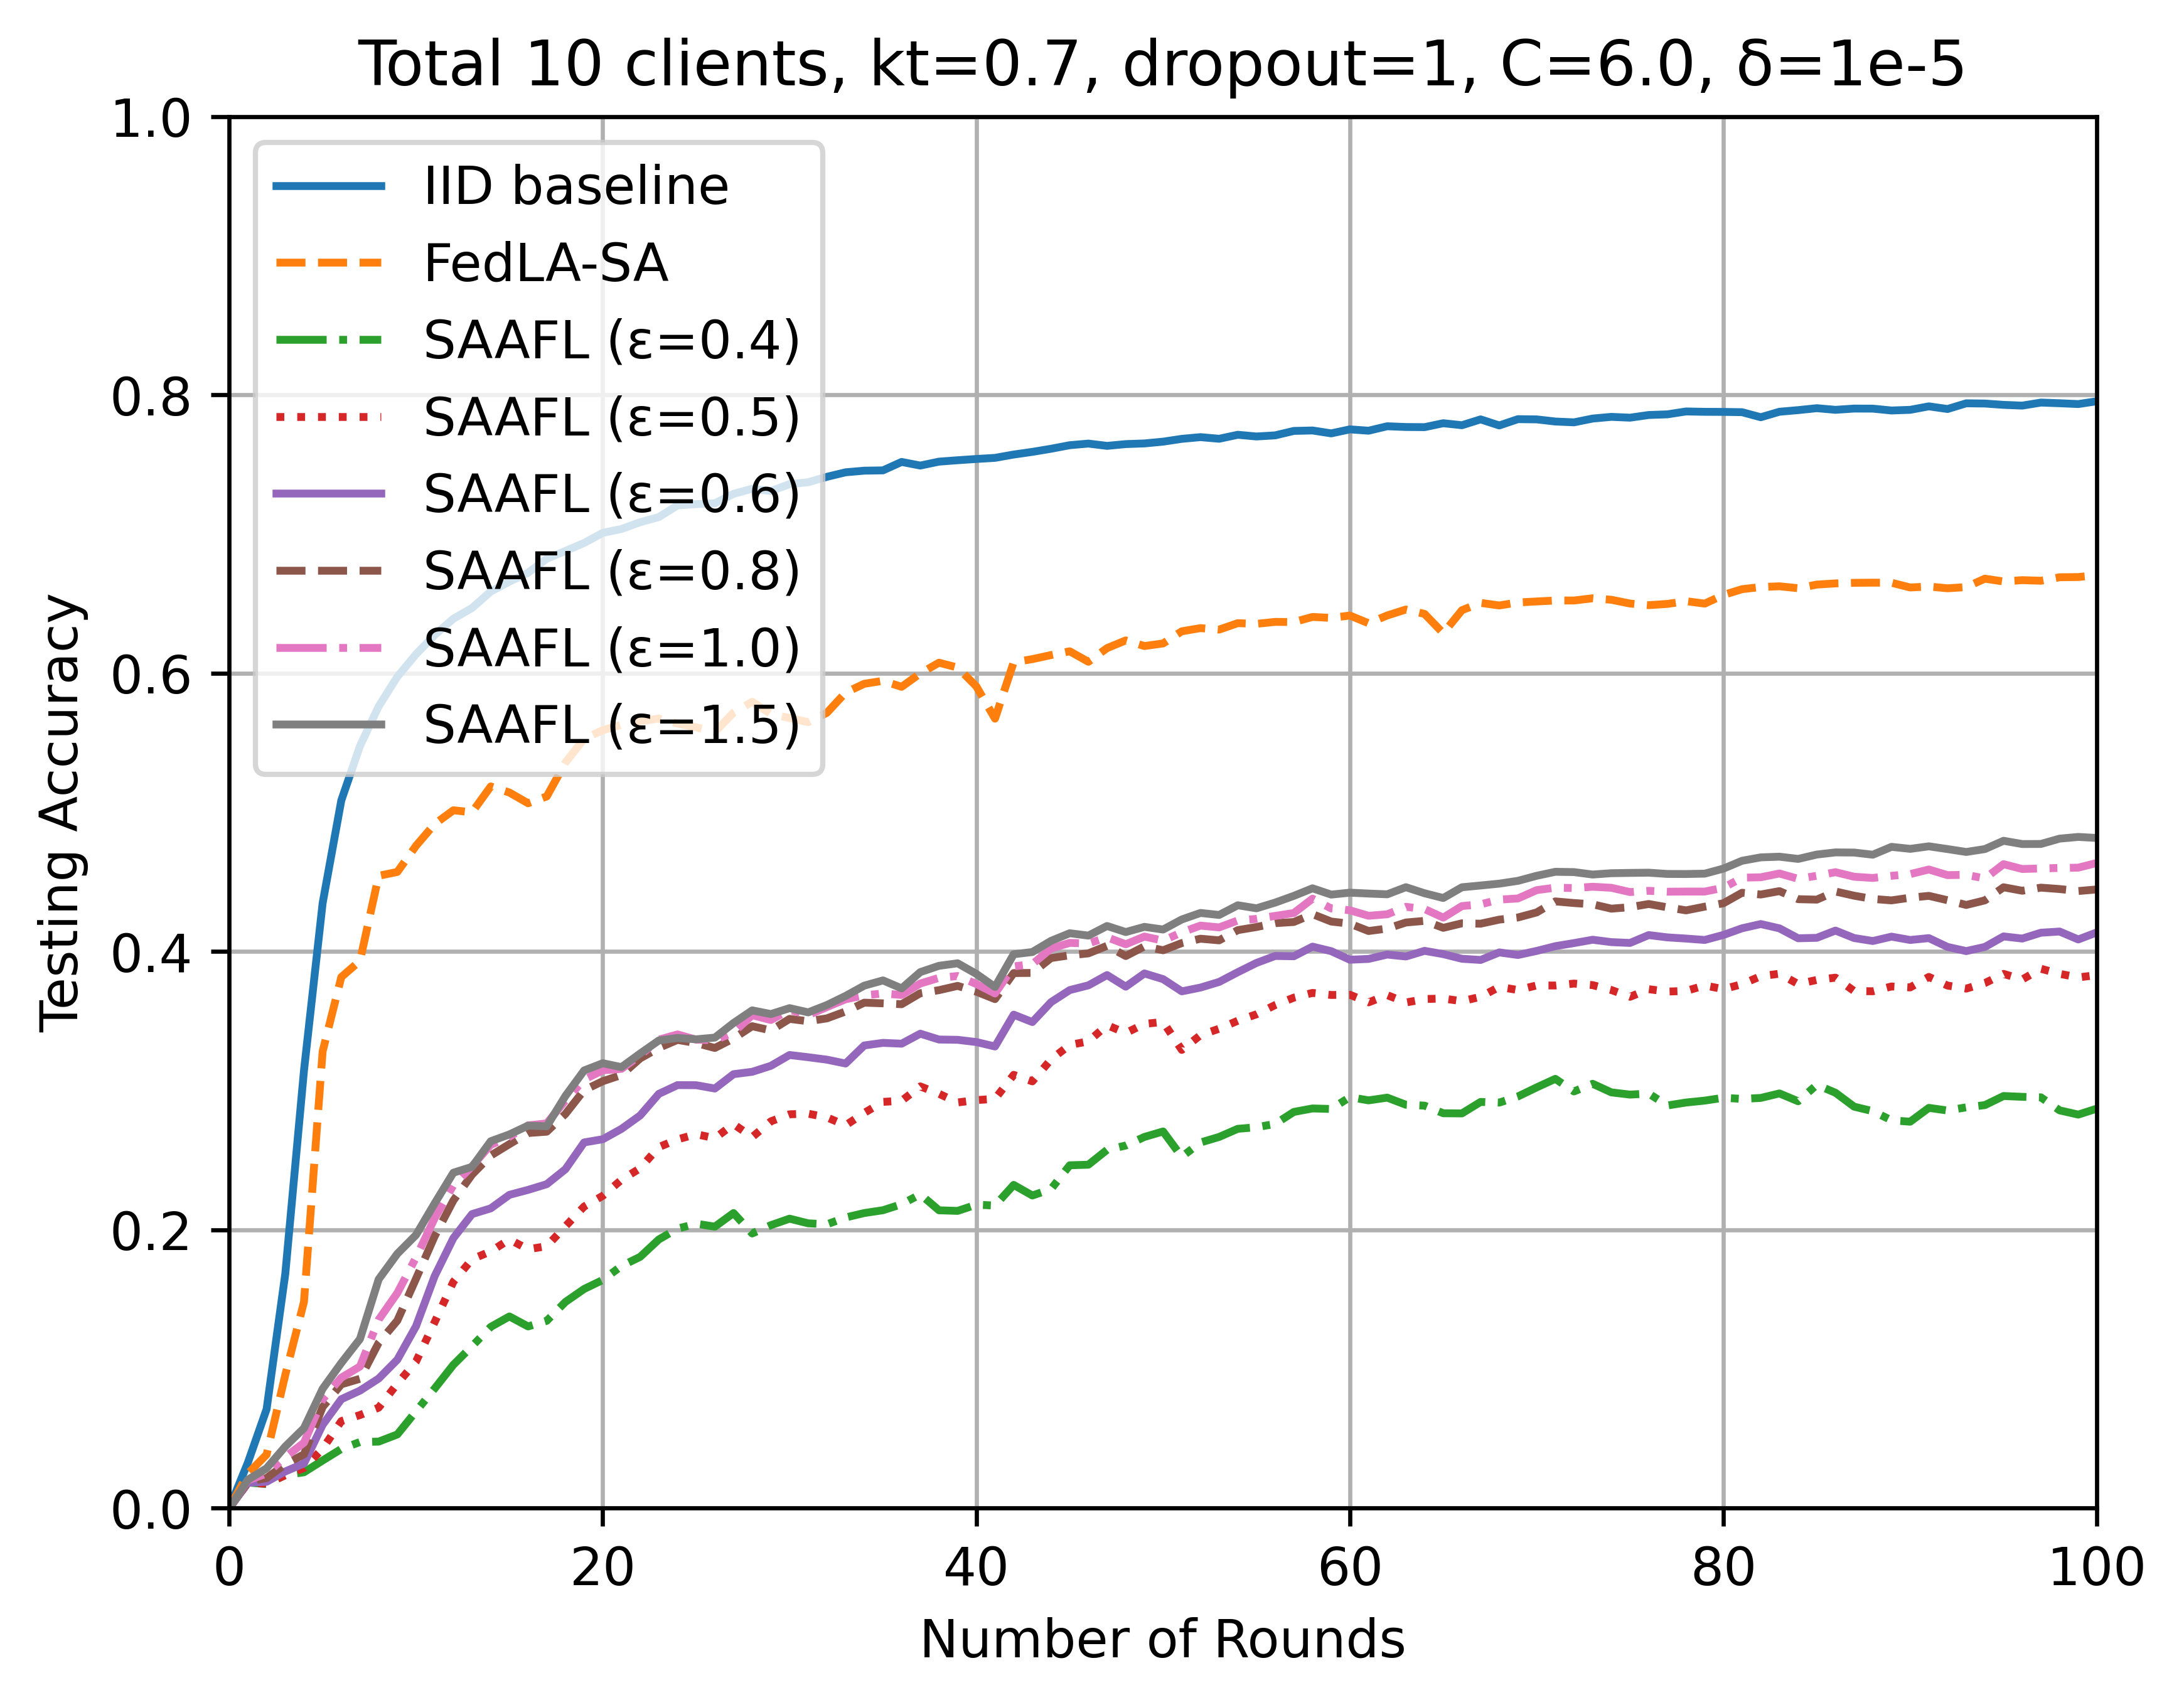 Total 10 clients, kt=0.7, dropout=1, C=6.0, δ=1e-5
1.0
0.8
0.6
0.4
0.2
0.0
Testing Accuracy
IID baseline
FedLA-SA
SAAFL (ε=0.4)
SAAFL (ε=0.5)
SAAFL (ε=0.6)
SAAFL (ε=0.8)
SAAFL (ε=1.0)
SAAFL (ε=1.5)
0 20 40 60 80 100
Number of Rounds